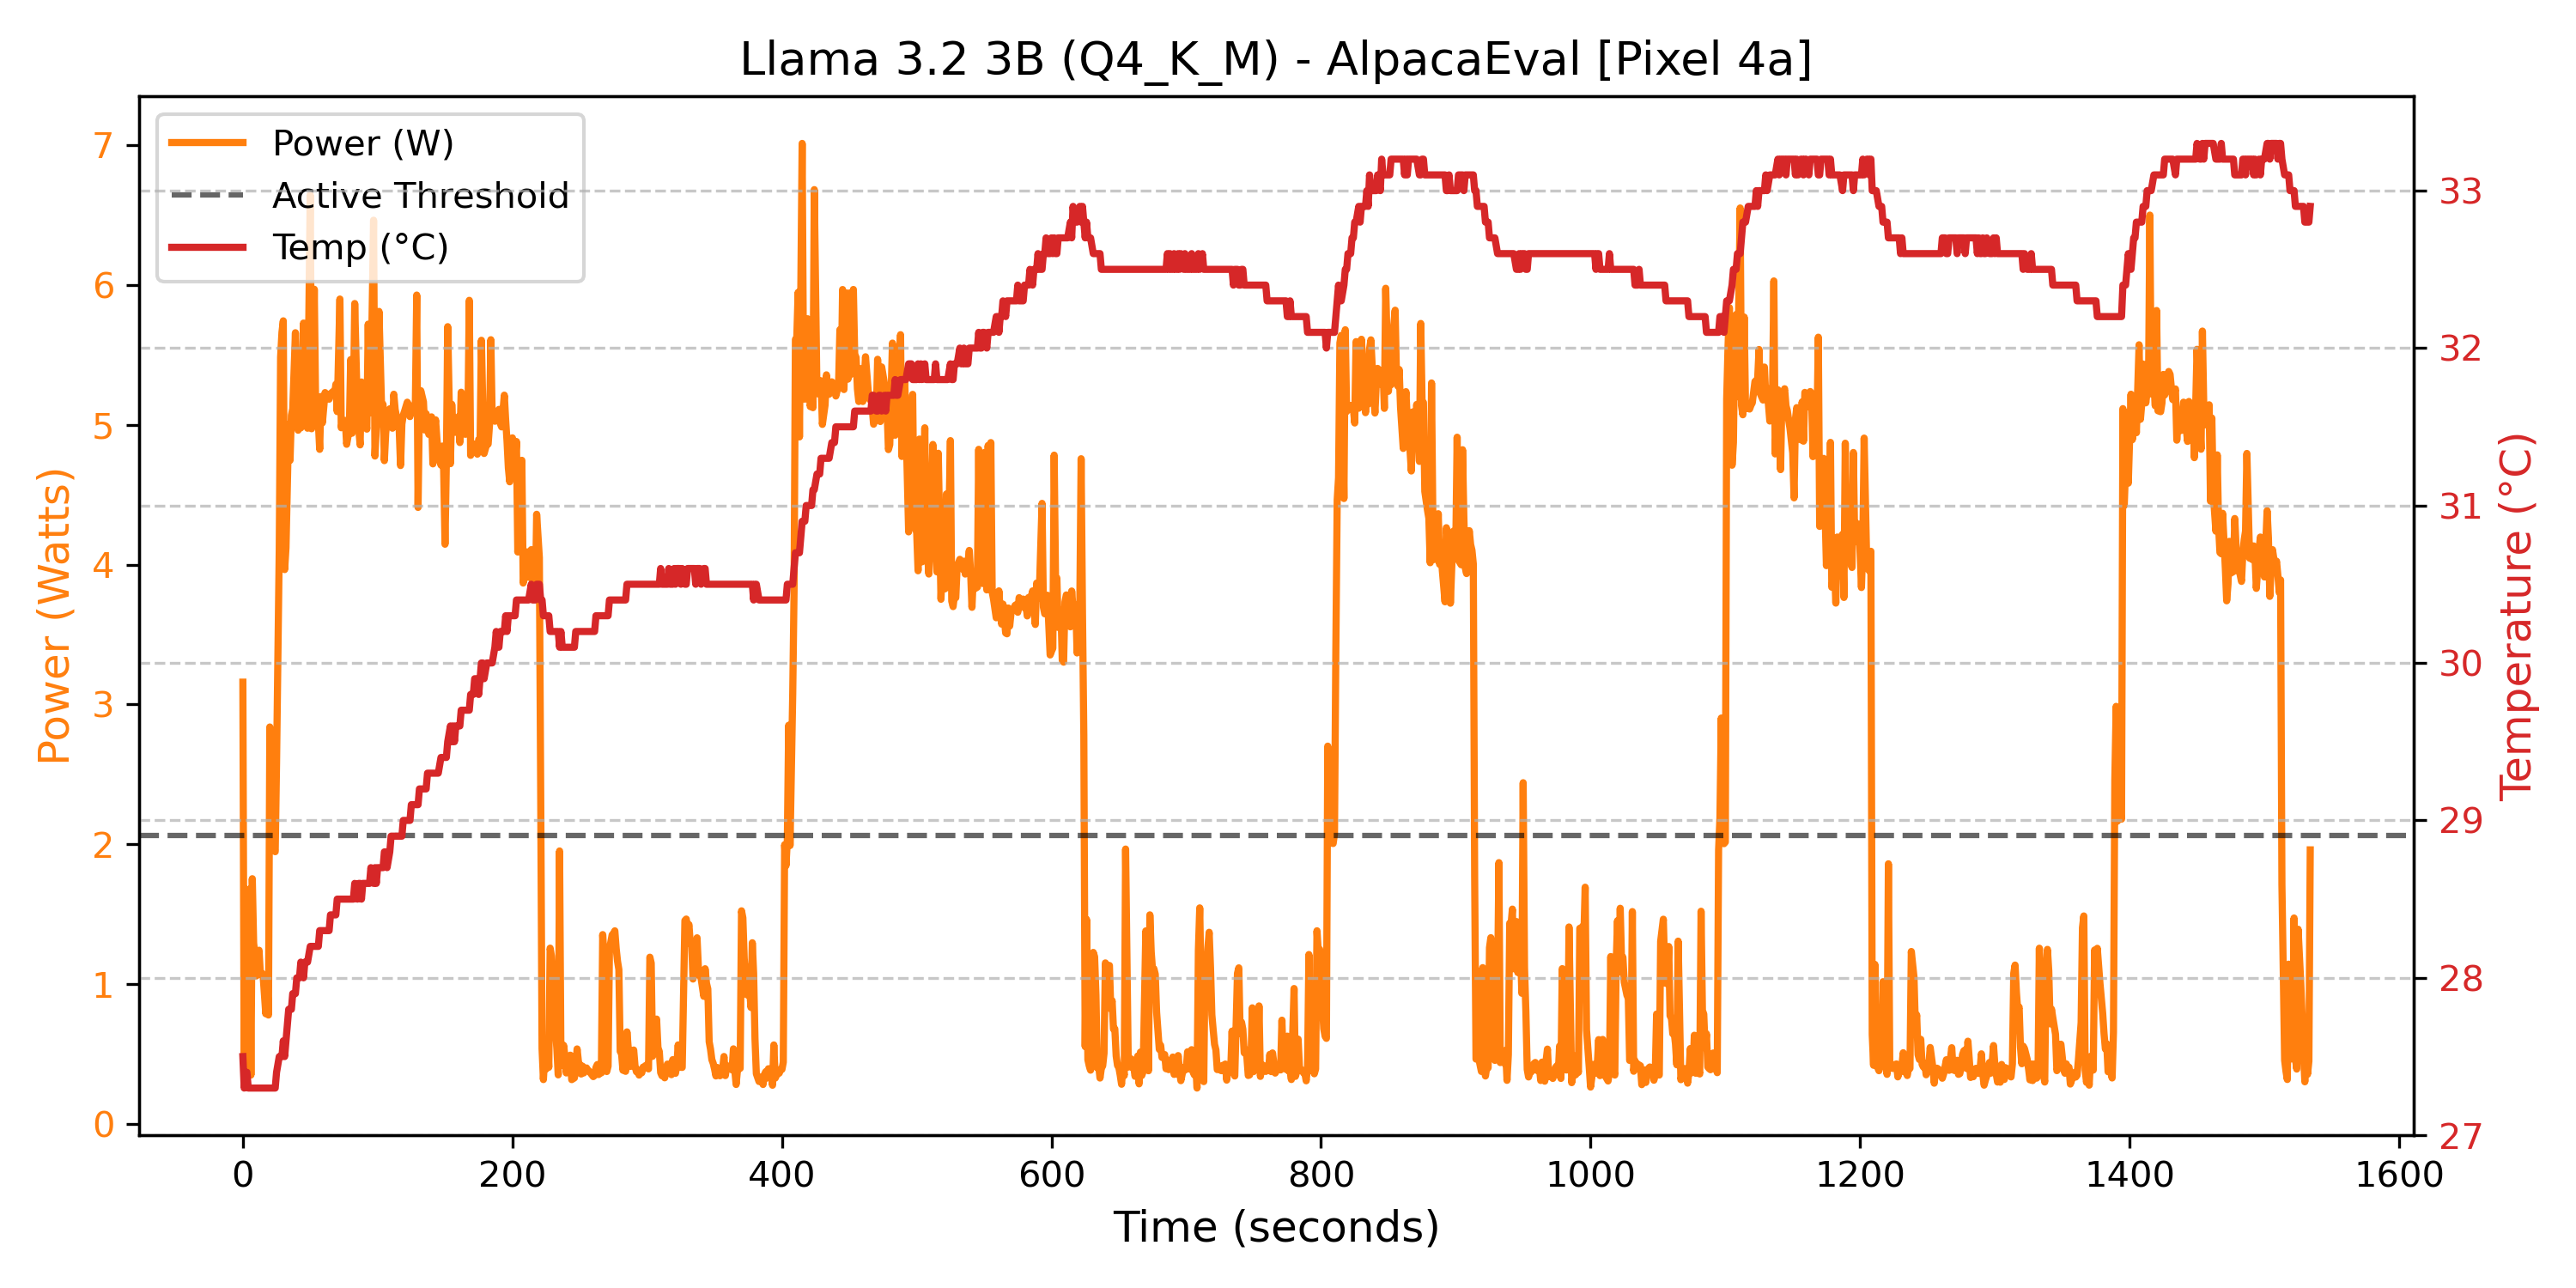 Llama 3.2 3B (Q4_K_M) - AlpacaEval [Pixel 4a]
Power (W)
Active Threshold
Temp (°C)
7
6
5
4
3
2
1
0
Power (Watts)
33
32
31
30
29
28
27
Temperature (°C)
0 200 400 600 800 1000 1200 1400 1600
Time (seconds)